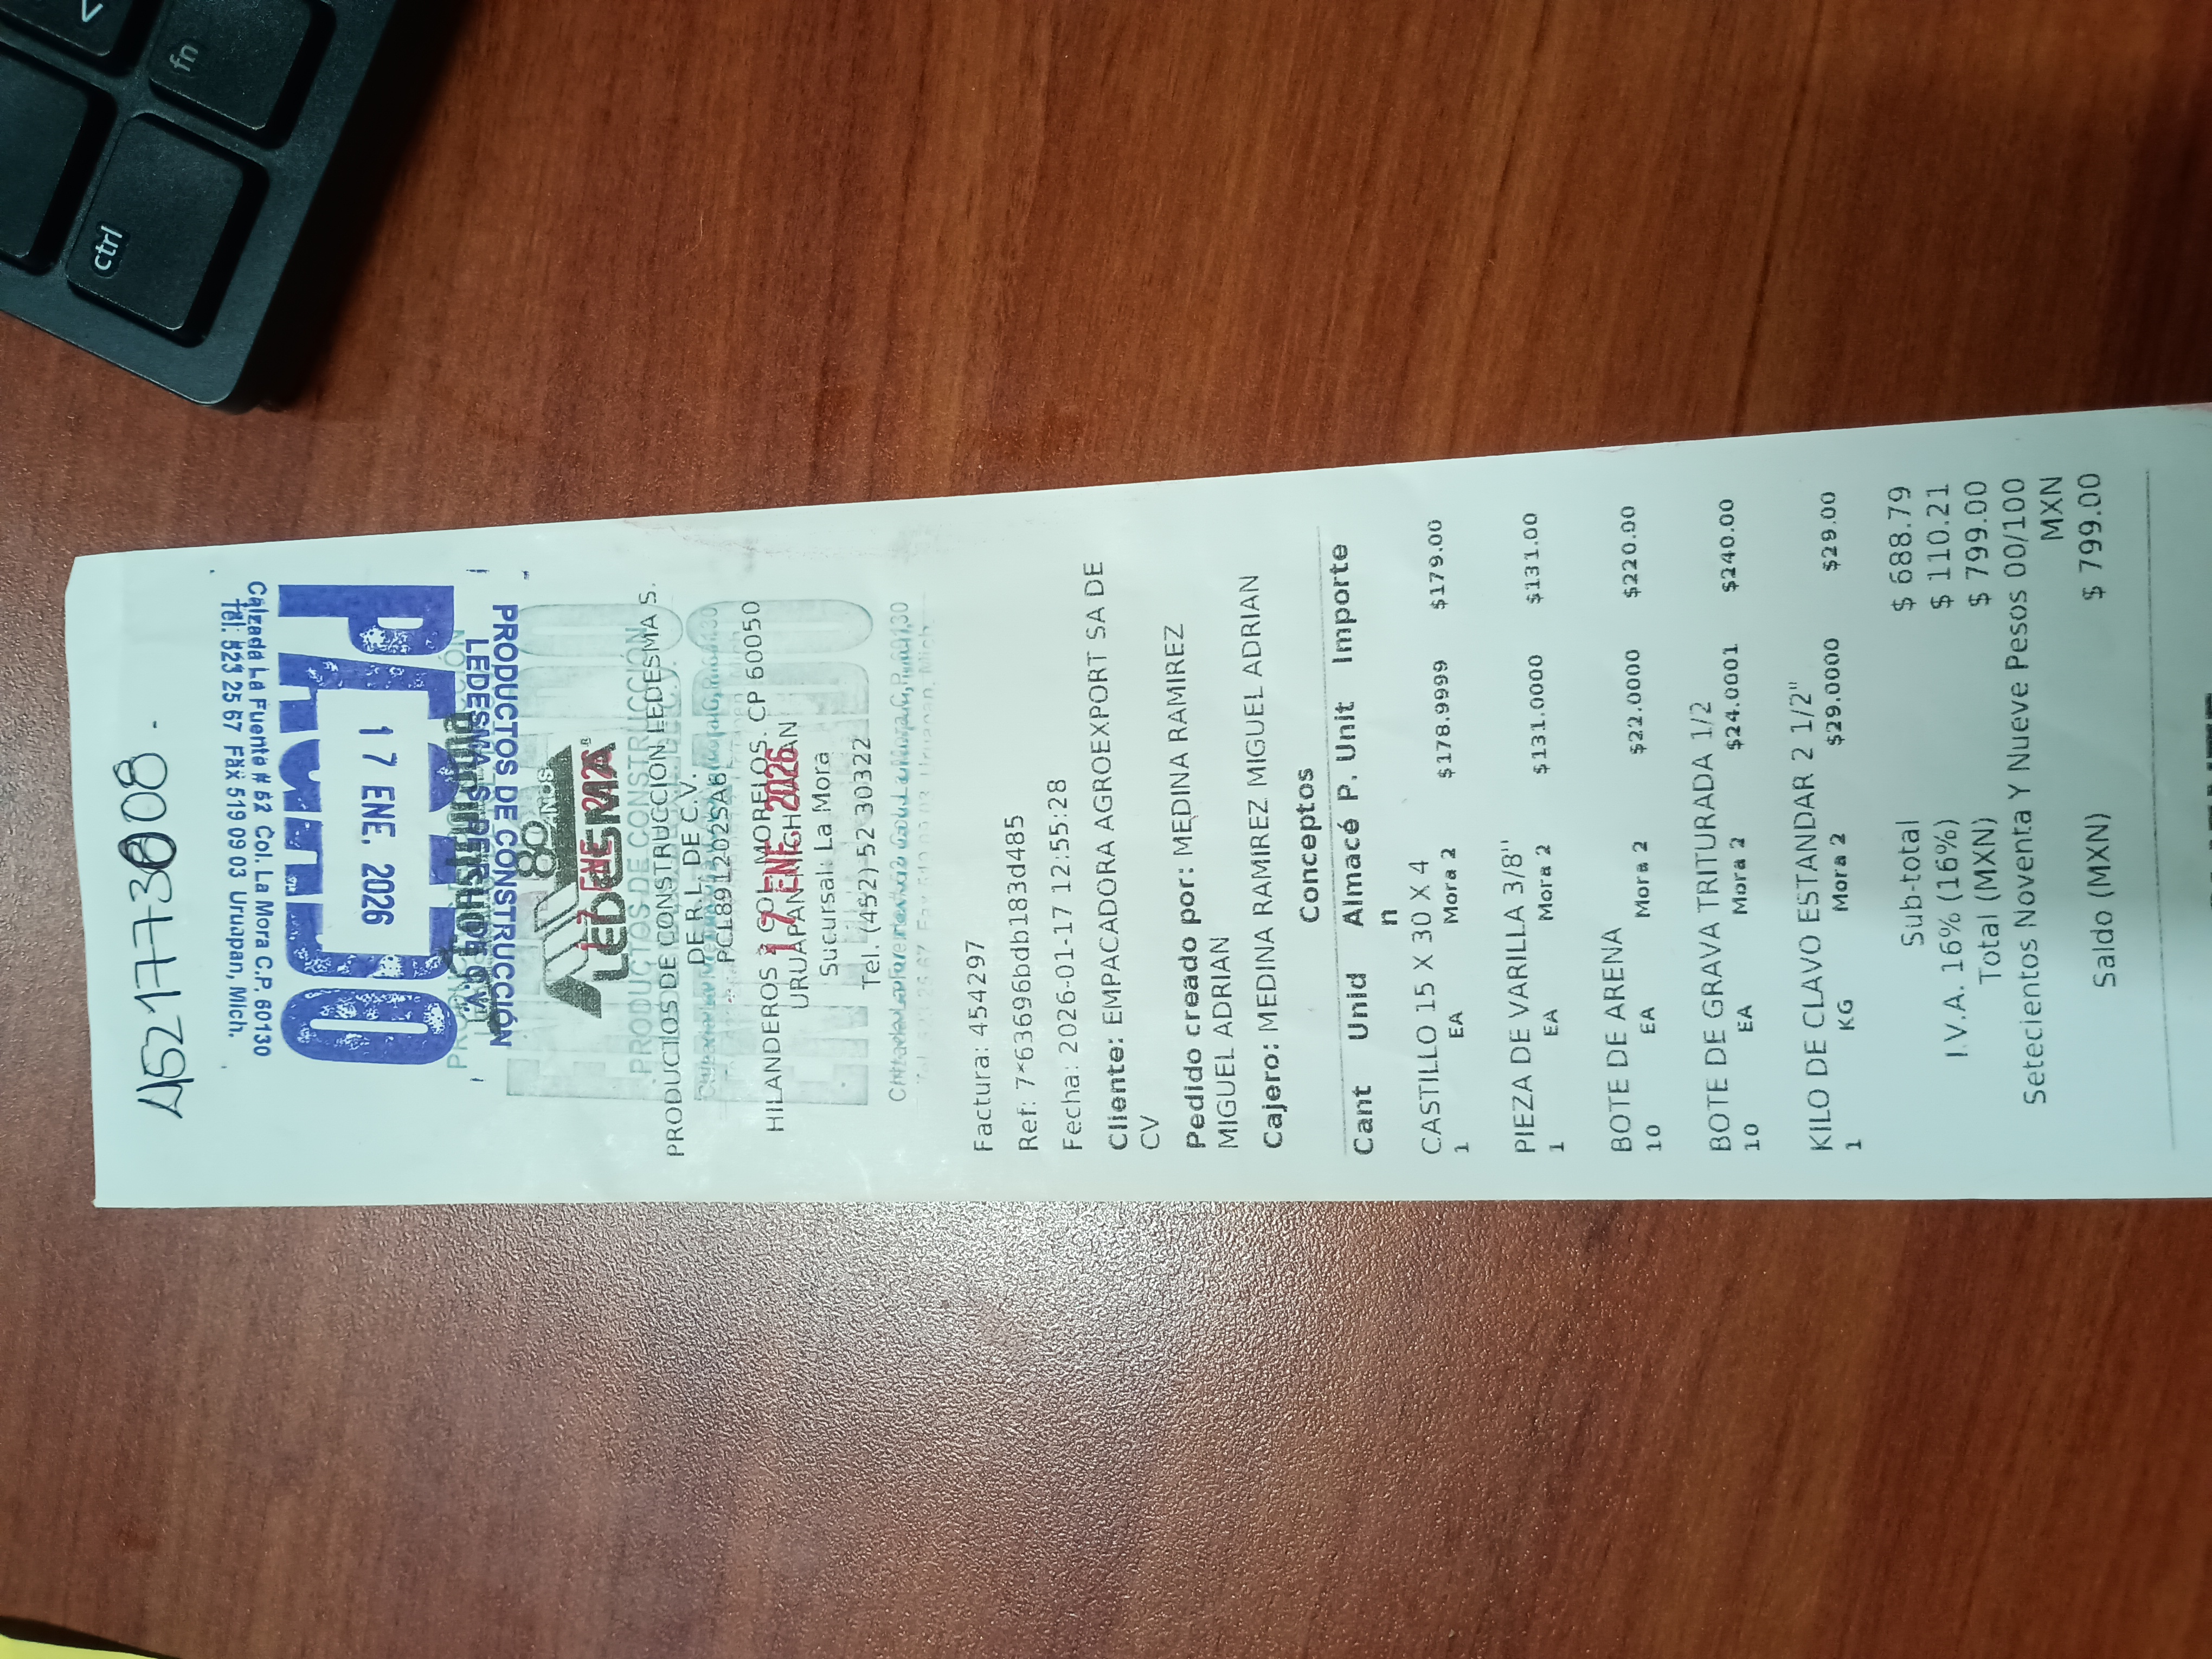 4521773008.
Calzada La Fuente # 62 Col. La Mora C.P. 60130
Tel. 523 25 67 FAX 519 09 03 Uruapan, Mich.
17 ENE. 2026
PRODUCTOS DE CONSTRUCCIÓN
LEDESMA S. DE R.L. DE C.V.
80 AÑOS
LEDESMA
PRODUCTOS DE CONSTRUCCION LEDESMA S.
DE R.L. DE C.V.
PCL8912022SA8
HILANDEROS COL MORELOS. CP 60050
URUAPAN MICHOACAN
17 ENE 2026
Sucursal: La Mora
Tel. (452) 52 30322
Factura: 454297
Ref: 7*63696bdb183d485
Fecha: 2026-01-17 12:55:28
Cliente: EMPACADORA AGROEXPORT SA DE
CV
Pedido creado por: MEDINA RAMIREZ
MIGUEL ADRIAN
Cajero: MEDINA RAMIREZ MIGUEL ADRIAN
Conceptos
Cant Unid Almacé P. Unit Importe
n
CASTILLO 15 X 30 X 4
1 EA Mora 2 $178.9999 $179.00
PIEZA DE VARILLA 3/8"
1 EA Mora 2 $131.0000 $131.00
BOTE DE ARENA
10 EA Mora 2 $22.0000 $220.00
BOTE DE GRAVA TRITURADA 1/2
10 EA Mora 2 $24.0001 $240.00
KILO DE CLAVO ESTANDAR 2 1/2"
1 KG Mora 2 $29.0000 $29.00
Sub-total $ 688.79
I.V.A. 16% (16%) $ 110.21
Total (MXN) $ 799.00
Setecientos Noventa Y Nueve Pesos 00/100
MXN
Saldo (MXN) $ 799.00
ctrl
fn
<